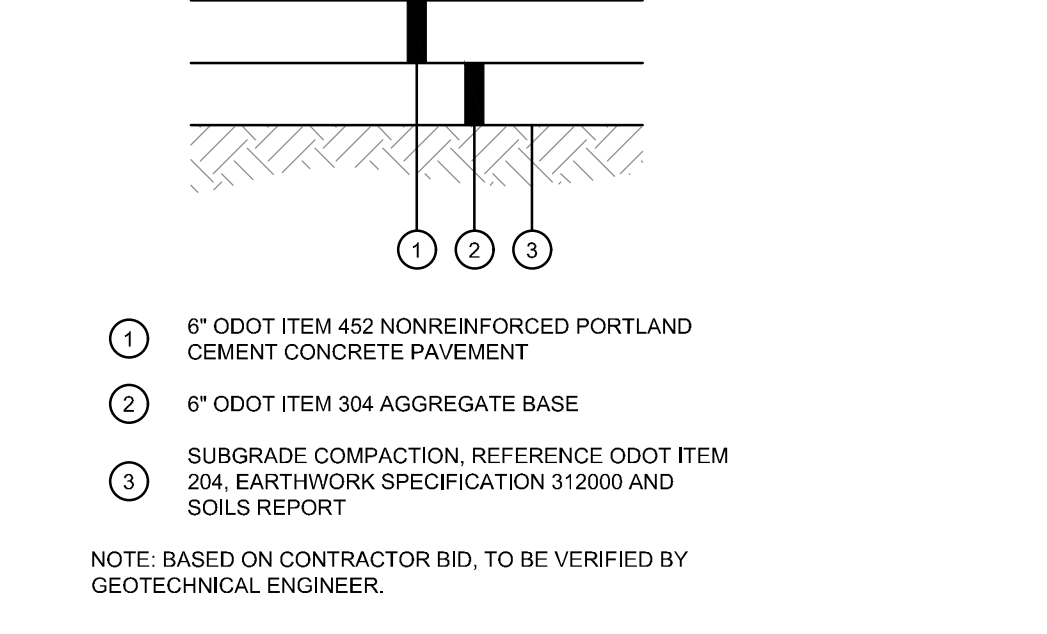 1 2 3
1 6" ODOT ITEM 452 NONREINFORCED PORTLAND
CEMENT CONCRETE PAVEMENT
2 6" ODOT ITEM 304 AGGREGATE BASE
SUBGRADE COMPACTION, REFERENCE ODOT ITEM
3 204, EARTHWORK SPECIFICATION 312000 AND
SOILS REPORT
NOTE: BASED ON CONTRACTOR BID, TO BE VERIFIED BY
GEOTECHNICAL ENGINEER.